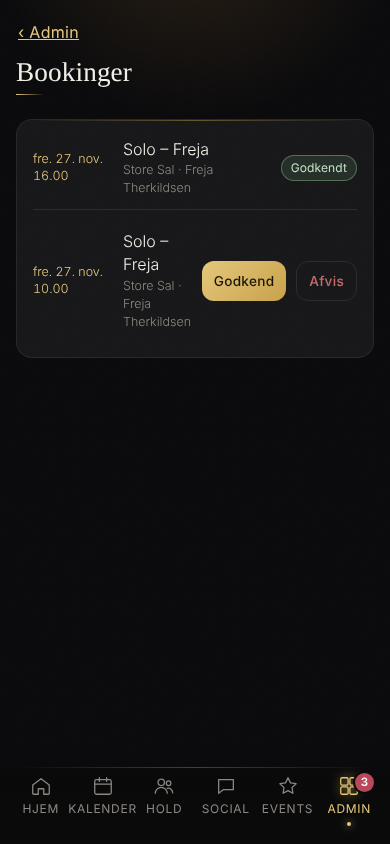 ‹ Admin
Bookinger
fre. 27. nov.
16.00
Solo – Freja
Store Sal · Freja
Therkildsen
Godkendt
fre. 27. nov.
10.00
Solo –
Freja
Store Sal ·
Freja
Therkildsen
Godkend
Afvis
HJEM
KALENDER
HOLD
SOCIAL
EVENTS
ADMIN
3